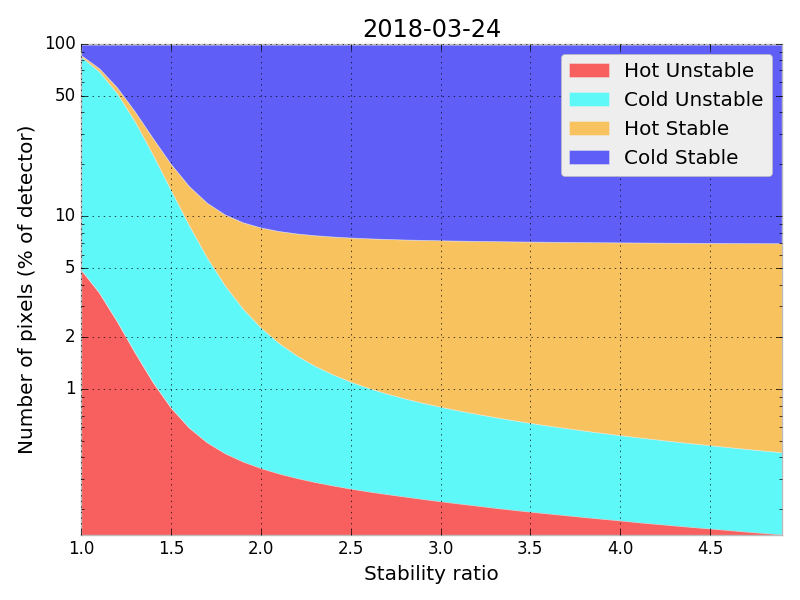 2018-03-24
Number of pixels (% of detector)
100
50
10
5
2
1
Hot Unstable
Cold Unstable
Hot Stable
Cold Stable
1.0 1.5 2.0 2.5 3.0 3.5 4.0 4.5
Stability ratio